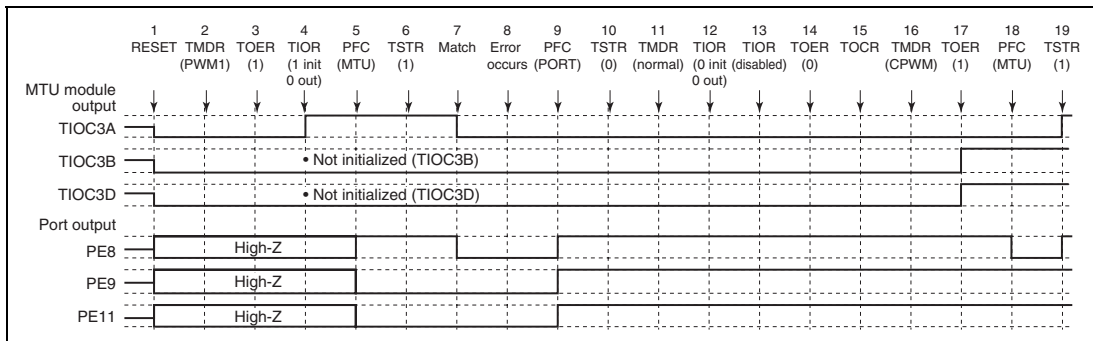 1 2 3 4 5 6 7 8 9 10 11 12 13 14 15 16 17 18 19
RESET TMDR TOER TIOR PFC TSTR Match Error PFC TSTR TMDR TIOR TIOR TOER TOCR TMDR TOER PFC TSTR
(PWM1) (1) (1 init (MTU) (1) occurs (PORT) (0) (normal) (0 init (disabled) (0) (CPWM) (1) (MTU) (1)
0 out) 0 out)
MTU module
output
TIOC3A
TIOC3B • Not initialized (TIOC3B)
TIOC3D • Not initialized (TIOC3D)
Port output
PE8 High-Z
PE9 High-Z
PE11 High-Z